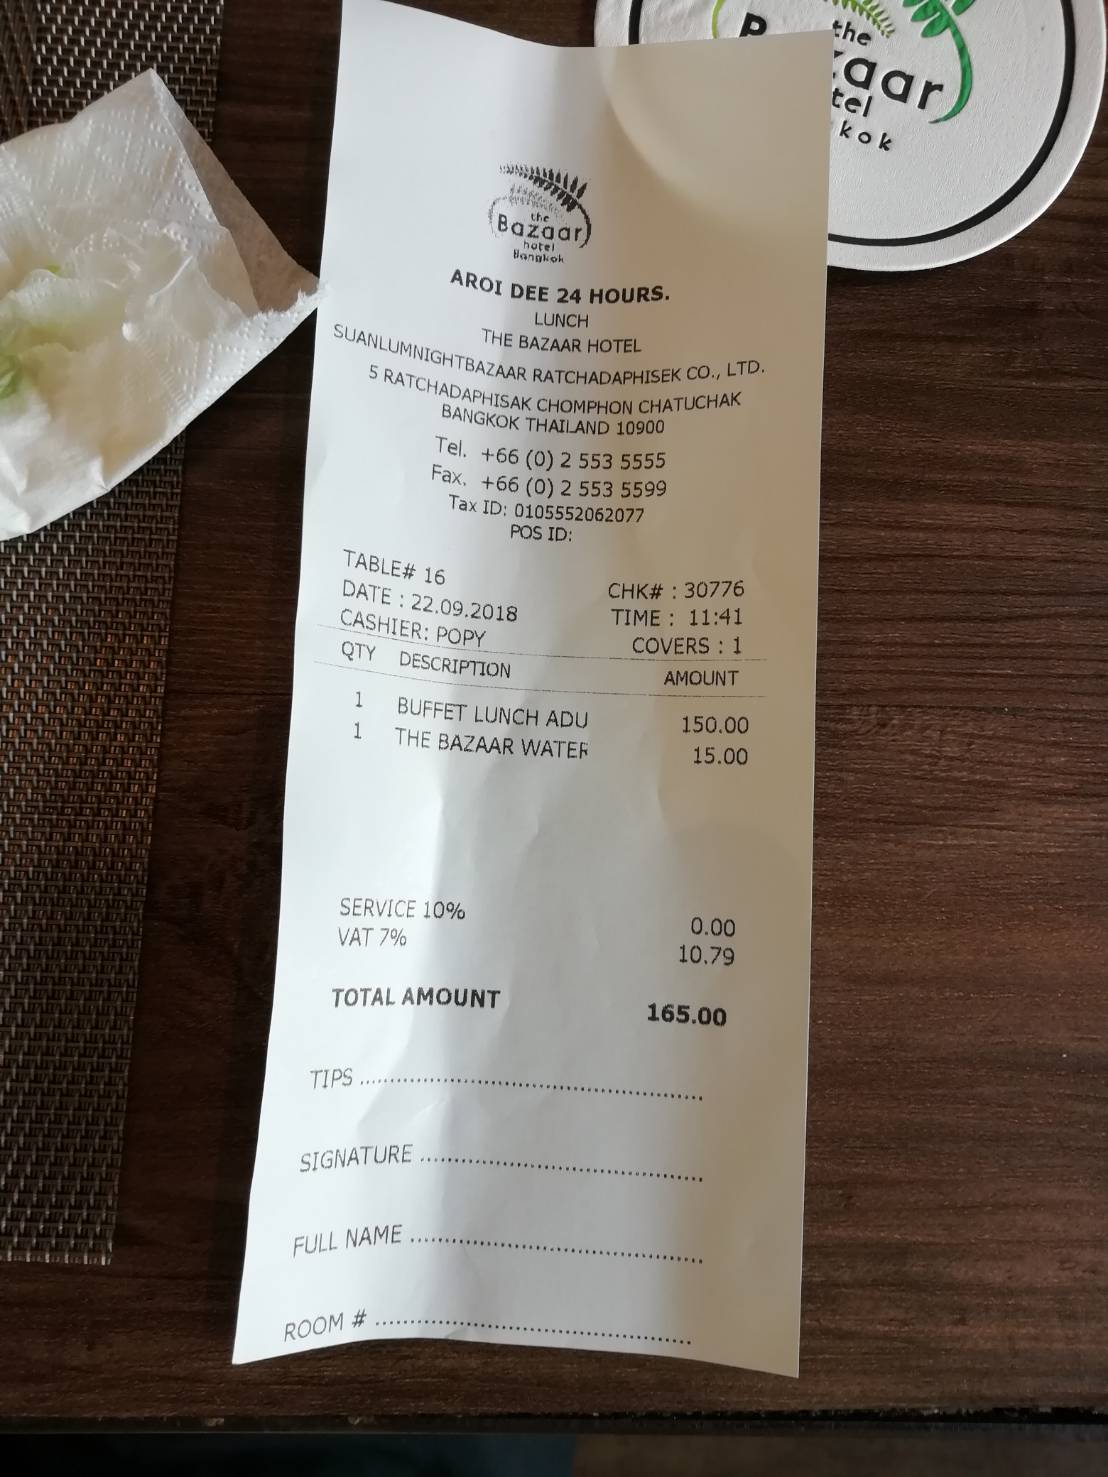 the
Bazaar
hotel
Bangkok
AROI DEE 24 HOURS.
LUNCH
THE BAZAAR HOTEL
SUANLUMNIGHTBAZAAR RATCHADAPHISEK CO., LTD.
5 RATCHADAPHISAK CHOMPHON CHATUCHAK
BANGKOK THAILAND 10900
Tel. +66 (0) 2 553 5555
Fax. +66 (0) 2 553 5599
Tax ID: 0105552062077
POS ID:
TABLE# 16 CHK# : 30776
DATE : 22.09.2018 TIME : 11:41
CASHIER: POPY COVERS : 1
QTY DESCRIPTION AMOUNT
1 BUFFET LUNCH ADU 150.00
1 THE BAZAAR WATER 15.00
SERVICE 10% 0.00
VAT 7% 10.79
TOTAL AMOUNT 165.00
TIPS
SIGNATURE
FULL NAME
ROOM #
the
zaar
tel
kok